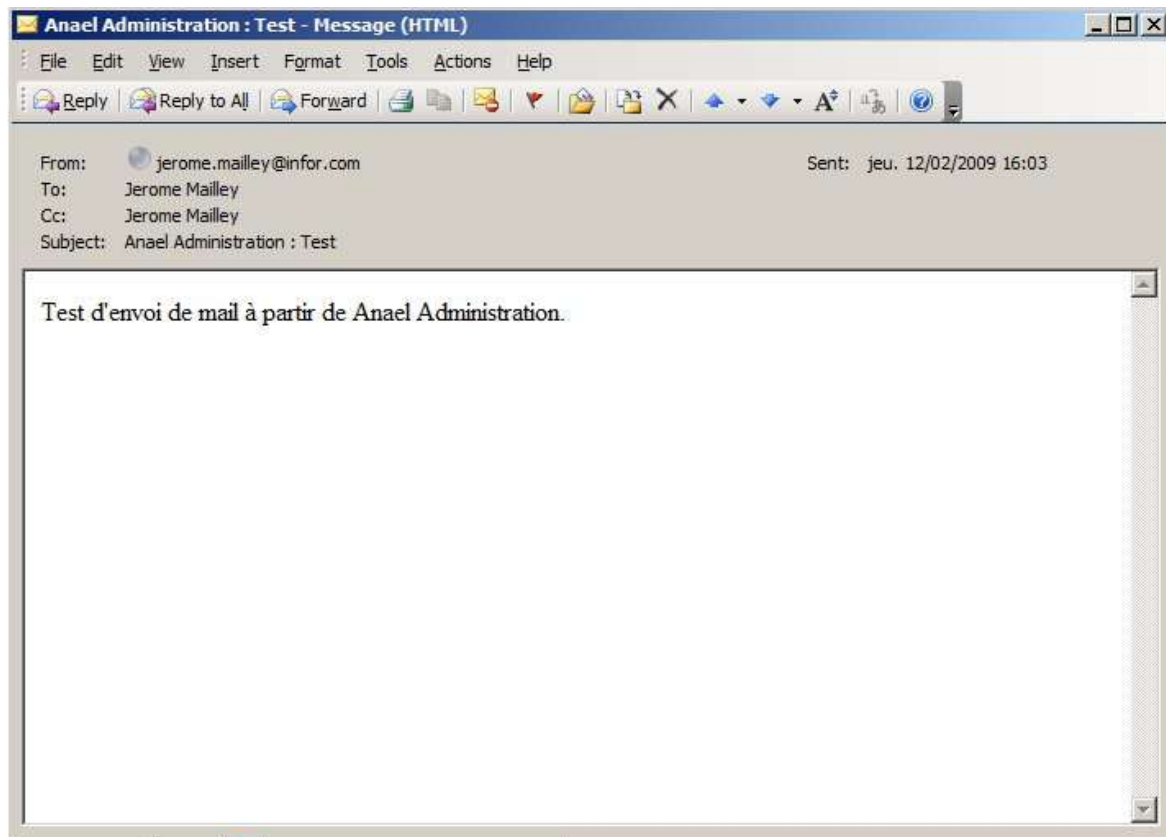 Anael Administration : Test - Message (HTML)
File Edit View Insert Format Tools Actions Help
Reply Reply to All Forward
From: jerome.mailley@infor.com Sent: jeu. 12/02/2009 16:03
To: Jerome Mailley
Cc: Jerome Mailley
Subject: Anael Administration : Test
Test d'envoi de mail à partir de Anael Administration.